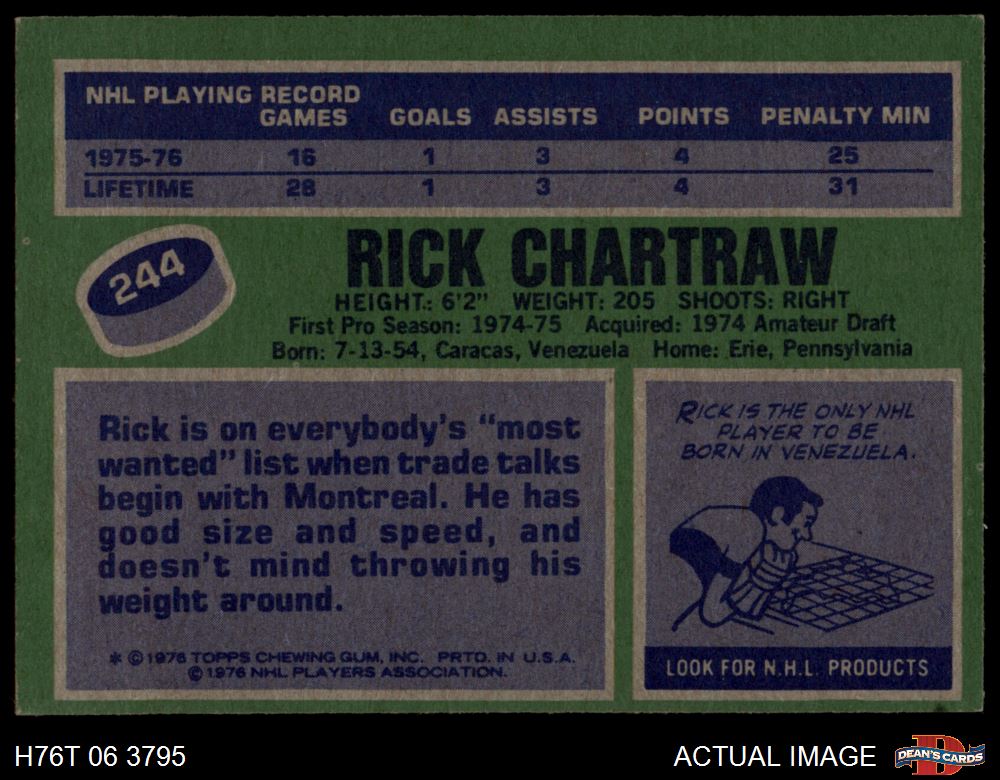 NHL PLAYING RECORD
GAMES GOALS ASSISTS POINTS PENALTY MIN
1975-76 16 1 3 4 25
LIFETIME 28 1 3 4 31
244
RICK CHARTRAW
HEIGHT: 6'2" WEIGHT: 205 SHOOTS: RIGHT
First Pro Season: 1974-75 Acquired: 1974 Amateur Draft
Born: 7-13-54, Caracas, Venezuela Home: Erie, Pennsylvania
Rick is on everybody's "most
wanted" list when trade talks
begin with Montreal. He has
good size and speed, and
doesn't mind throwing his
weight around.
* © 1976 TOPPS CHEWING GUM, INC. PRTD. IN U.S.A.
© 1976 NHL PLAYERS ASSOCIATION.
RICK IS THE ONLY NHL
PLAYER TO BE
BORN IN VENEZUELA.
LOOK FOR N.H.L. PRODUCTS
H76T 06 3795
ACTUAL IMAGE
D
DEAN'S CARDS